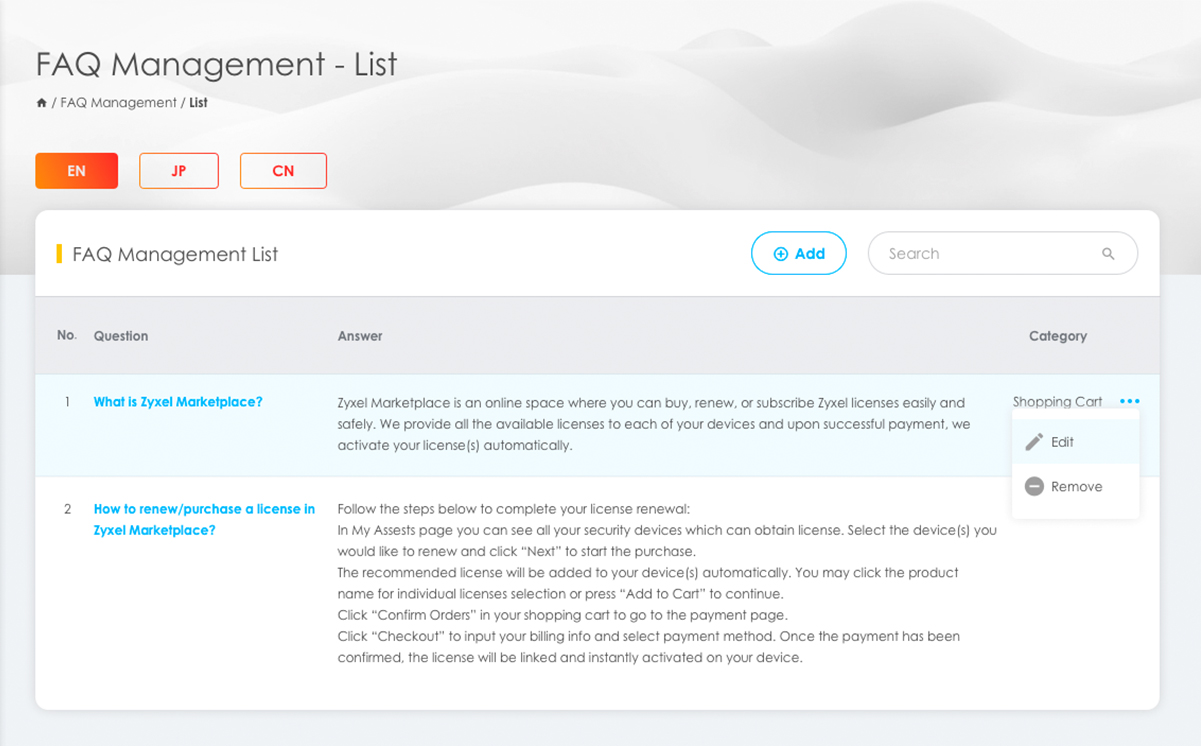 FAQ Management - List
/ FAQ Management / List
EN JP CN
FAQ Management List
Add
Search
No. Question Answer Category
1 What is Zyxel Marketplace? Zyxel Marketplace is an online space where you can buy, renew, or subscribe Zyxel licenses easily and Shopping Cart
safely. We provide all the available licenses to each of your devices and upon successful payment, we
activate your license(s) automatically.
Edit
Remove
2 How to renew/purchase a license in
Zyxel Marketplace?
Follow the steps below to complete your license renewal:
In My Assests page you can see all your security devices which can obtain license. Select the device(s) you
would like to renew and click “Next” to start the purchase.
The recommended license will be added to your device(s) automatically. You may click the product
name for individual licenses selection or press “Add to Cart” to continue.
Click “Confirm Orders” in your shopping cart to go to the payment page.
Click “Checkout” to input your billing info and select payment method. Once the payment has been
confirmed, the license will be linked and instantly activated on your device.